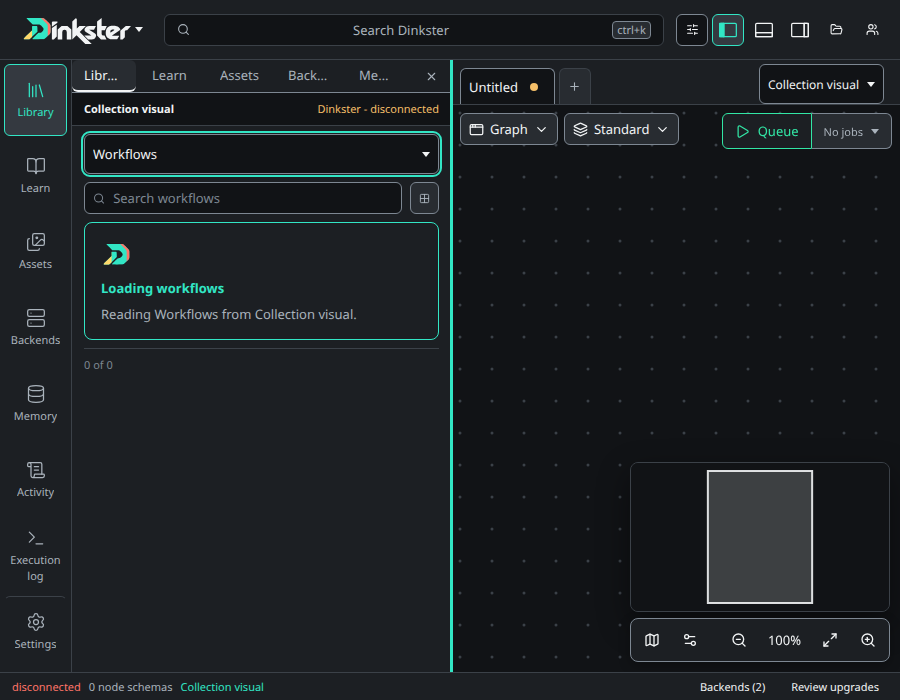 Dinkster
Search Dinkster
ctrl+k
Library
Learn
Assets
Backends
Memory
Activity
Execution
log
Settings
Libr...
Learn
Assets
Back...
Me...
Collection visual
Dinkster - disconnected
Workflows
Search workflows
Loading workflows
Reading Workflows from Collection visual.
0 of 0
Untitled
+
Collection visual
Graph
Standard
Queue
No jobs
100%
disconnected
0 node schemas
Collection visual
Backends (2)
Review upgrades